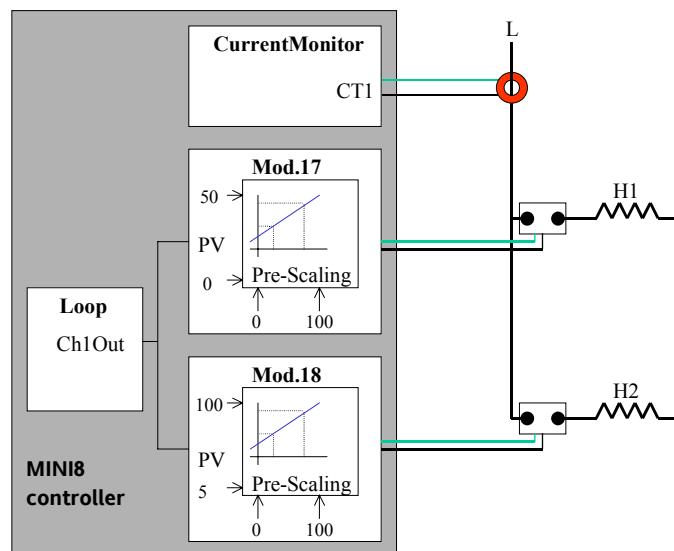 CurrentMonitor
CT1
L
Mod.17
50
PV
0
Pre-Scaling
0 100
H1
Loop
Ch1Out
Mod.18
100
PV
5
Pre-Scaling
0 100
H2
MINI8
controller